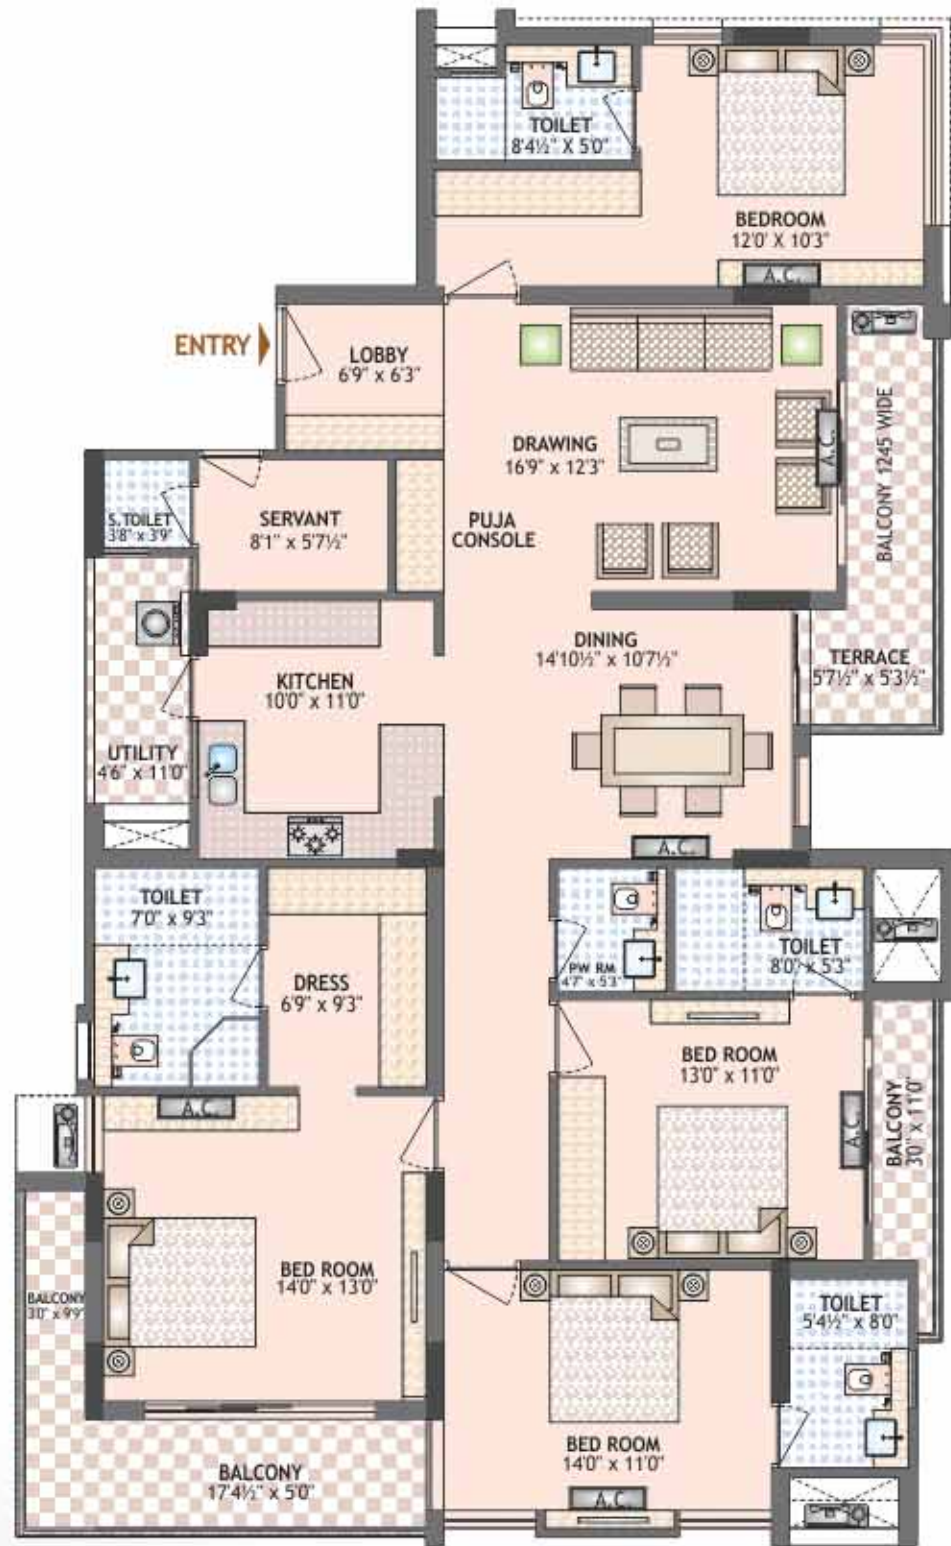 TOILET
8'4½" X 5'0"
BEDROOM
12'0' X 10'3"
A.C.
ENTRY
LOBBY
6'9" x 6'3"
DRAWING
16'9" x 12'3"
A.C.
BALCONY 1245 WIDE
S.TOILET
3'8" x 3'9"
SERVANT
8'1" x 5'7½"
PUJA
CONSOLE
DINING
14'10½" x 10'7½"
TERRACE
5'7½" x 5'3½"
KITCHEN
10'0" x 11'0"
UTILITY
4'6" x 11'0"
A.C.
TOILET
7'0" x 9'3"
DRESS
6'9" x 9'3"
PW RM
4'7" x 5'3"
TOILET
8'0" x 5'3"
BED ROOM
13'0" x 11'0"
A.C.
BALCONY
3'0" x 11'0"
A.C.
BED ROOM
14'0" x 13'0"
BALCONY
3'0" x 9'9"
TOILET
5'4½" x 8'0"
BED ROOM
14'0" x 11'0"
A.C.
BALCONY
17'4½" x 5'0"